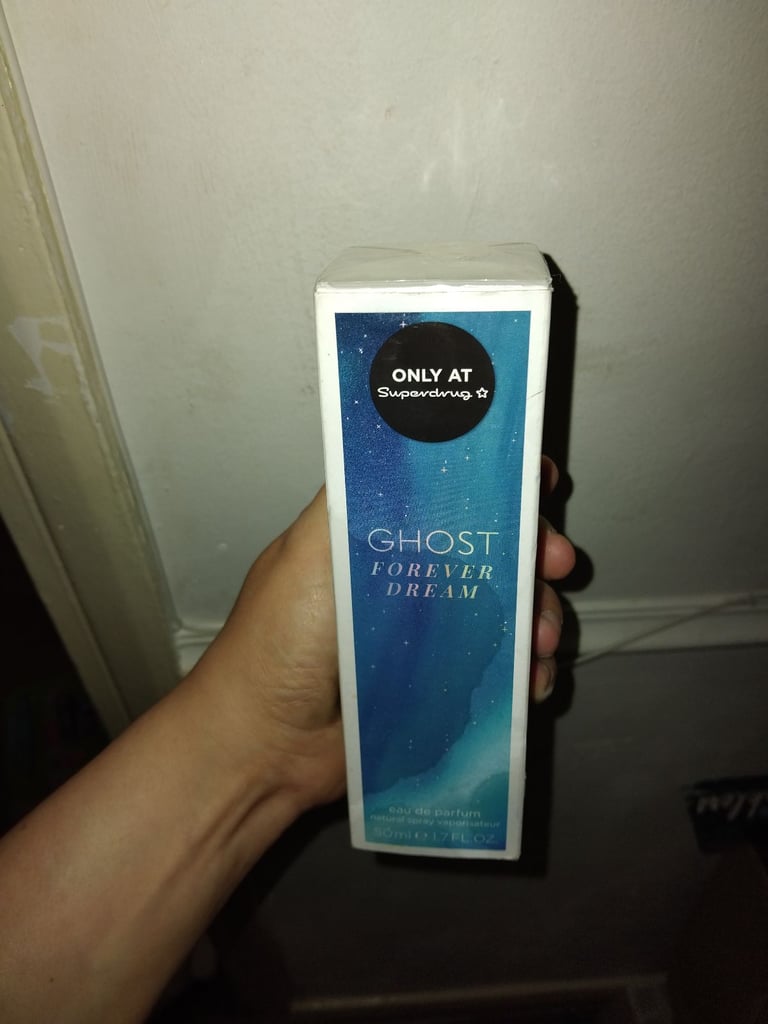 ONLY AT
Superdrug
GHOST
FOREVER
DREAM
eau de parfum
natural spray vaporisateur
50ml e 1.7FL.OZ.